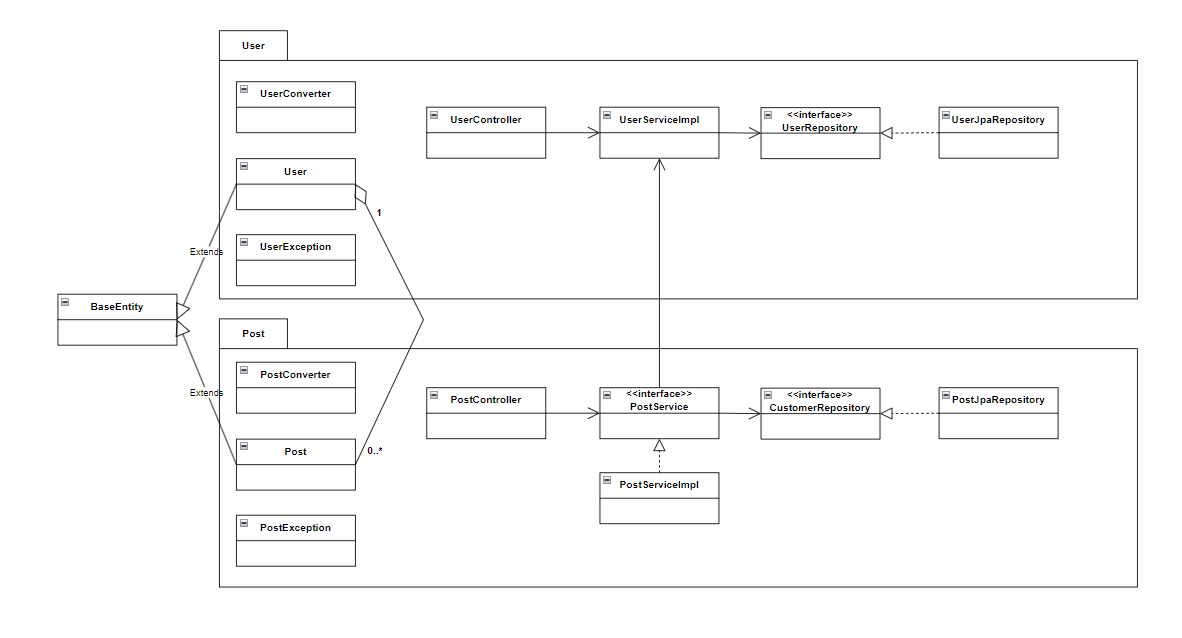 User
UserConverter
UserController
UserServiceImpl
<<interface>>
UserRepository
UserJpaRepository
User
1
Extends
UserException
BaseEntity
Post
PostConverter
Extends
PostController
<<interface>>
PostService
<<interface>>
CustomerRepository
PostJpaRepository
Post
0..*
PostServiceImpl
PostException